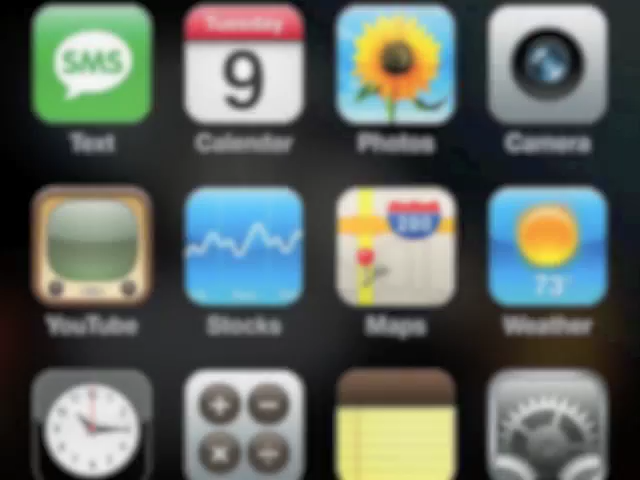 SMS
Tuesday
9
Text
Calendar
Photos
Camera
280
73°
YouTube
Stocks
Maps
Weather